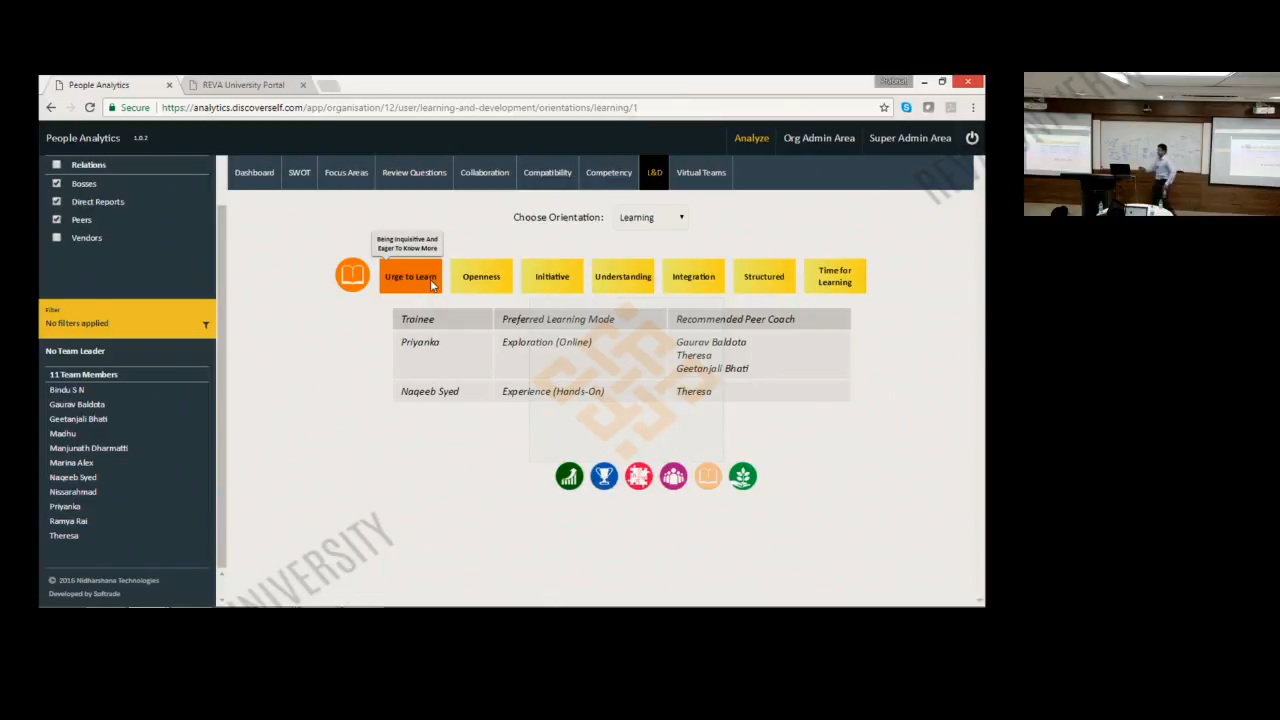 People Analytics
REVA University Portal
Prabhuraj
Secure
https://analytics.discoverself.com/app/organisation/12/user/learning-and-development/orientations/learning/1
People Analytics 1.0.2
Analyze Org Admin Area Super Admin Area
Relations
Bosses
Direct Reports
Peers
Vendors
Filter
No filters applied
No Team Leader
11 Team Members
Bindu S N
Gaurav Baldota
Geetanjali Bhati
Madhu
Manjunath Dharmatti
Marina Alex
Naqeeb Syed
Nissarahmad
Priyanka
Ramya Rai
Theresa
© 2016 Nidharshana Technologies
Developed by Softrade
Dashboard SWOT Focus Areas Review Questions Collaboration Compatibility Competency L&D Virtual Teams
Choose Orientation: Learning
Being Inquisitive And
Eager To Know More
Urge to Learn Openness Initiative Understanding Integration Structured Time for
Learning
Trainee Preferred Learning Mode Recommended Peer Coach
Priyanka Exploration (Online) Gaurav Baldota
Theresa
Geetanjali Bhati
Naqeeb Syed Experience (Hands-On) Theresa
UNIVERSITY